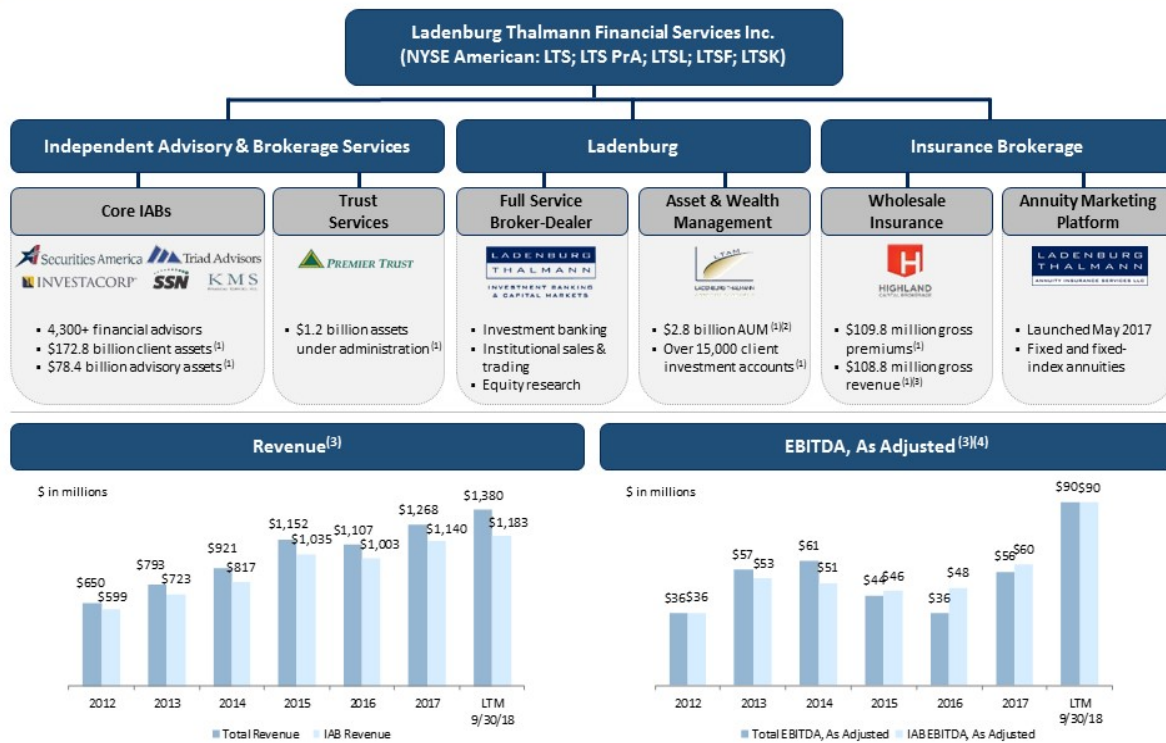 Ladenburg Thalmann Financial Services Inc.
(NYSE American: LTS; LTS PrA; LTSL; LTSF; LTSK)
Independent Advisory & Brokerage Services
Ladenburg
Insurance Brokerage
Core IABs
Trust
Services
Full Service
Broker-Dealer
Asset & Wealth
Management
Wholesale
Insurance
Annuity Marketing
Platform
Securities America
Triad Advisors
INVESTACORP
SSN
KMS
PREMIER TRUST
LADENBURG
THALMANN
INVESTMENT BANKING
& CAPITAL MARKETS
LTAM
LADENBURG THALMANN
HIGHLAND
CAPITAL BROKERAGE
LADENBURG
THALMANN
ANNUITY INSURANCE SERVICES LLC
▪ 4,300+ financial advisors
▪ $172.8 billion client assets (1)
▪ $78.4 billion advisory assets (1)
▪ $1.2 billion assets
under administration (1)
▪ Investment banking
▪ Institutional sales &
trading
▪ Equity research
▪ $2.8 billion AUM (1)(2)
▪ Over 15,000 client
investment accounts (1)
▪ $109.8 million gross
premiums (1)
▪ $108.8 million gross
revenue (1)(3)
▪ Launched May 2017
▪ Fixed and fixed-
index annuities
Revenue(3)
$ in millions
$650
$599
$793
$723
$921
$817
$1,152
$1,035
$1,107
$1,003
$1,268
$1,140
$1,380
$1,183
2012
2013
2014
2015
2016
2017
LTM
9/30/18
Total Revenue
IAB Revenue
EBITDA, As Adjusted (3)(4)
$ in millions
$36
$36
$57
$53
$61
$51
$44
$46
$36
$48
$56
$60
$90
$90
2012
2013
2014
2015
2016
2017
LTM
9/30/18
Total EBITDA, As Adjusted
IAB EBITDA, As Adjusted